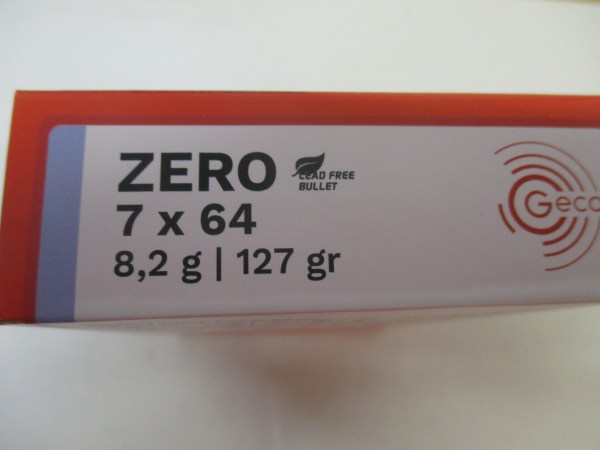 ZERO
LEAD FREE
BULLET
7 x 64
8,2 g | 127 gr
Geco